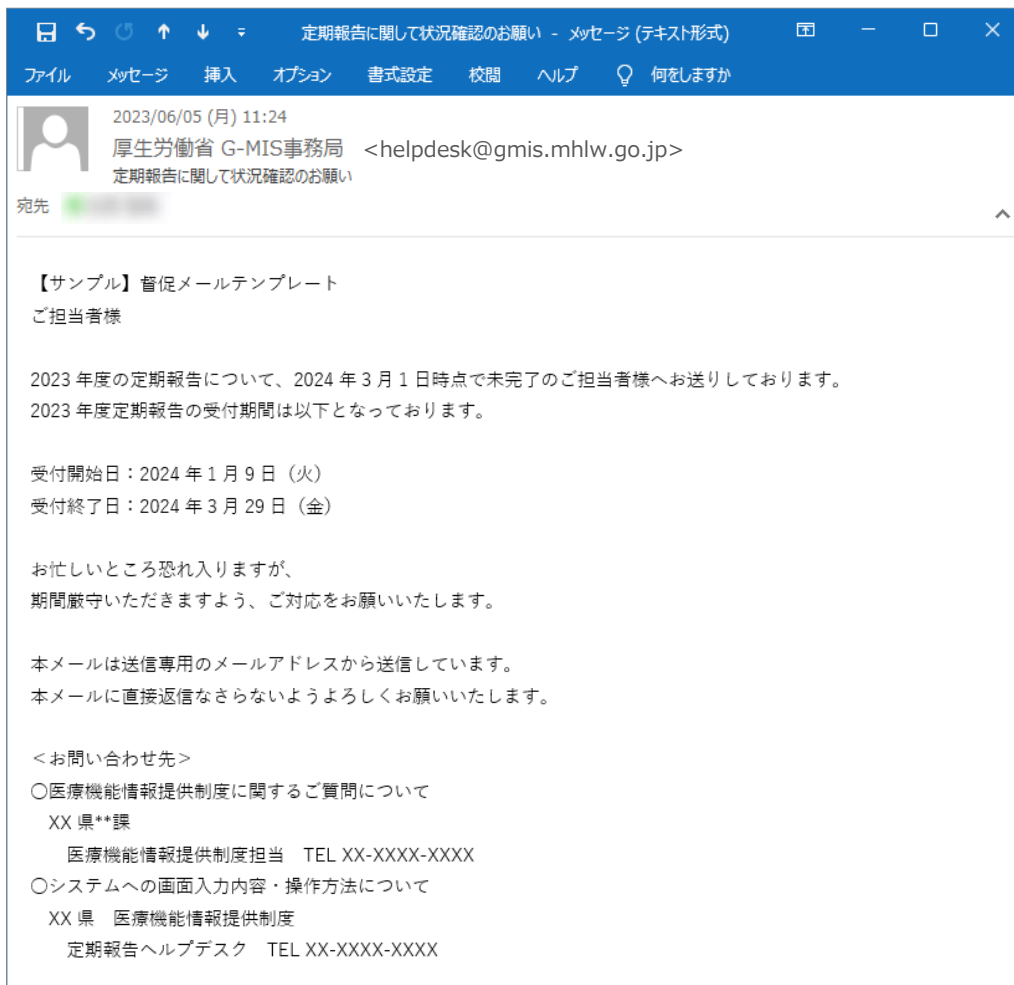 定期報告に関して状況確認のお願い - メッセージ (テキスト形式)
ファイル メッセージ 挿入 オプション 書式設定 校閲 ヘルプ 何をしますか
2023/06/05 (月) 11:24
厚生労働省 G-MIS事務局 <helpdesk@gmis.mhlw.go.jp>
定期報告に関して状況確認のお願い
宛先
【サンプル】督促メールテンプレート
ご担当者様
2023 年度の定期報告について、2024 年 3 月 1 日時点で未完了のご担当者様へお送りしております。
2023 年度定期報告の受付期間は以下となっております。
受付開始日：2024 年 1 月 9 日（火）
受付終了日：2024 年 3 月 29 日（金）
お忙しいところ恐れ入りますが、
期間厳守いただきますよう、ご対応をお願いいたします。
本メールは送信専用のメールアドレスから送信しています。
本メールに直接返信なさらないようよろしくお願いいたします。
＜お問い合わせ先＞
〇医療機能情報提供制度に関するご質問について
XX 県**課
医療機能情報提供制度担当 TEL XX-XXXX-XXXX
〇システムへの画面入力内容・操作方法について
XX 県 医療機能情報提供制度
定期報告ヘルプデスク TEL XX-XXXX-XXXX